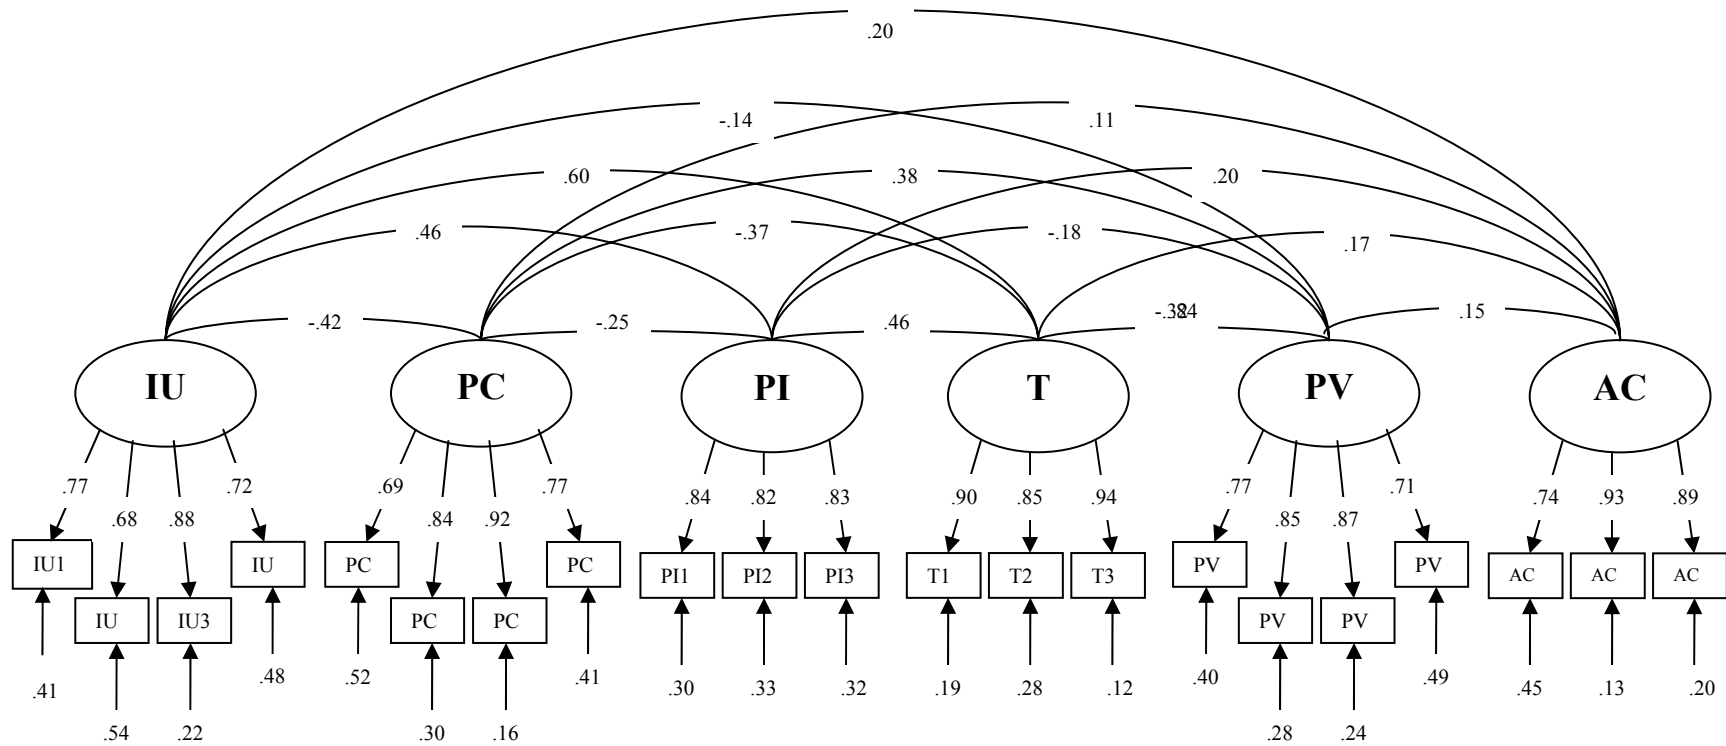 .20
-.14
.11
.60
.38
.20
.46
-.37
-.18
.17
-.42
-.25
.46
.15
IU
PC
PI
T
PV
AC
.77
.68
.88
.72
.69
.84
.92
.77
.84
.82
.83
.90
.85
.94
.77
.85
.87
.71
.74
.93
.89
IU1
IU
IU3
IU
PC
PC
PC
PC
PI1
PI2
PI3
T1
T2
T3
PV
PV
PV
PV
AC
AC
AC
.41
.54
.22
.48
.52
.30
.16
.41
.30
.33
.32
.19
.28
.12
.40
.28
.24
.49
.45
.13
.20